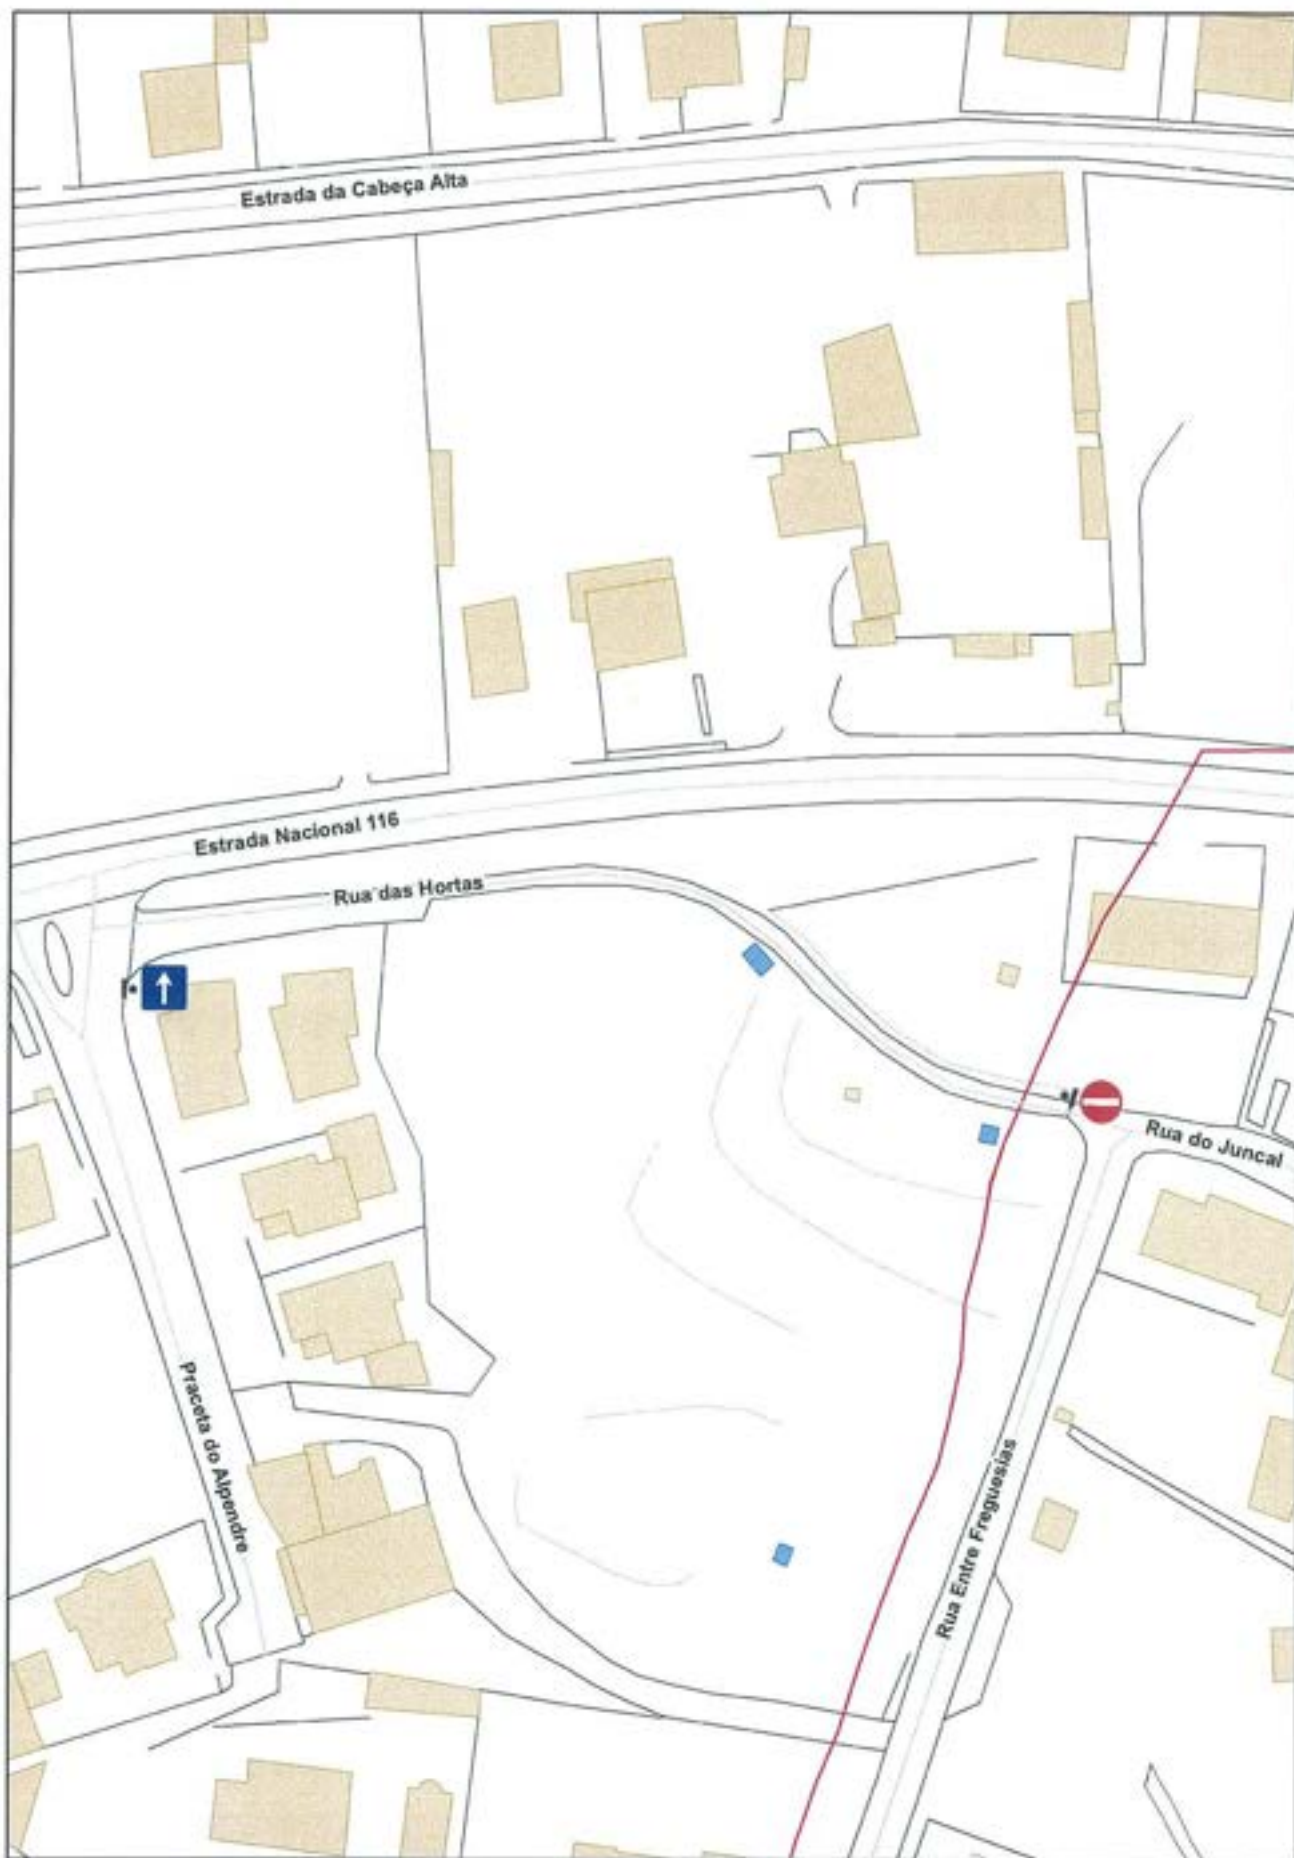 Estrada da Cabeça Alta
Estrada Nacional 116
Rua das Hortas
Rua do Juncal
Praceta do Alpendre
Rua Entre Freguesias